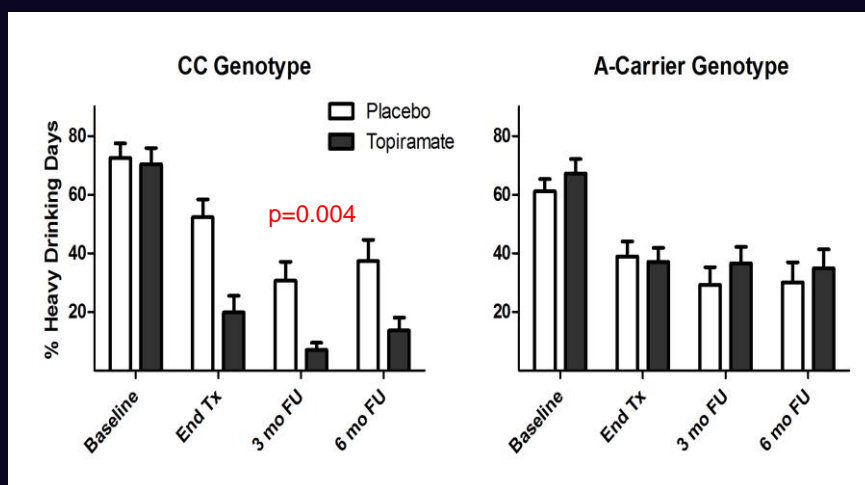 CC Genotype
% Heavy Drinking Days
80
60
40
20
Placebo
Topiramate
p=0.004
Baseline
End Tx
3 mo FU
6 mo FU
A-Carrier Genotype
80
60
40
20
Baseline
End Tx
3 mo FU
6 mo FU